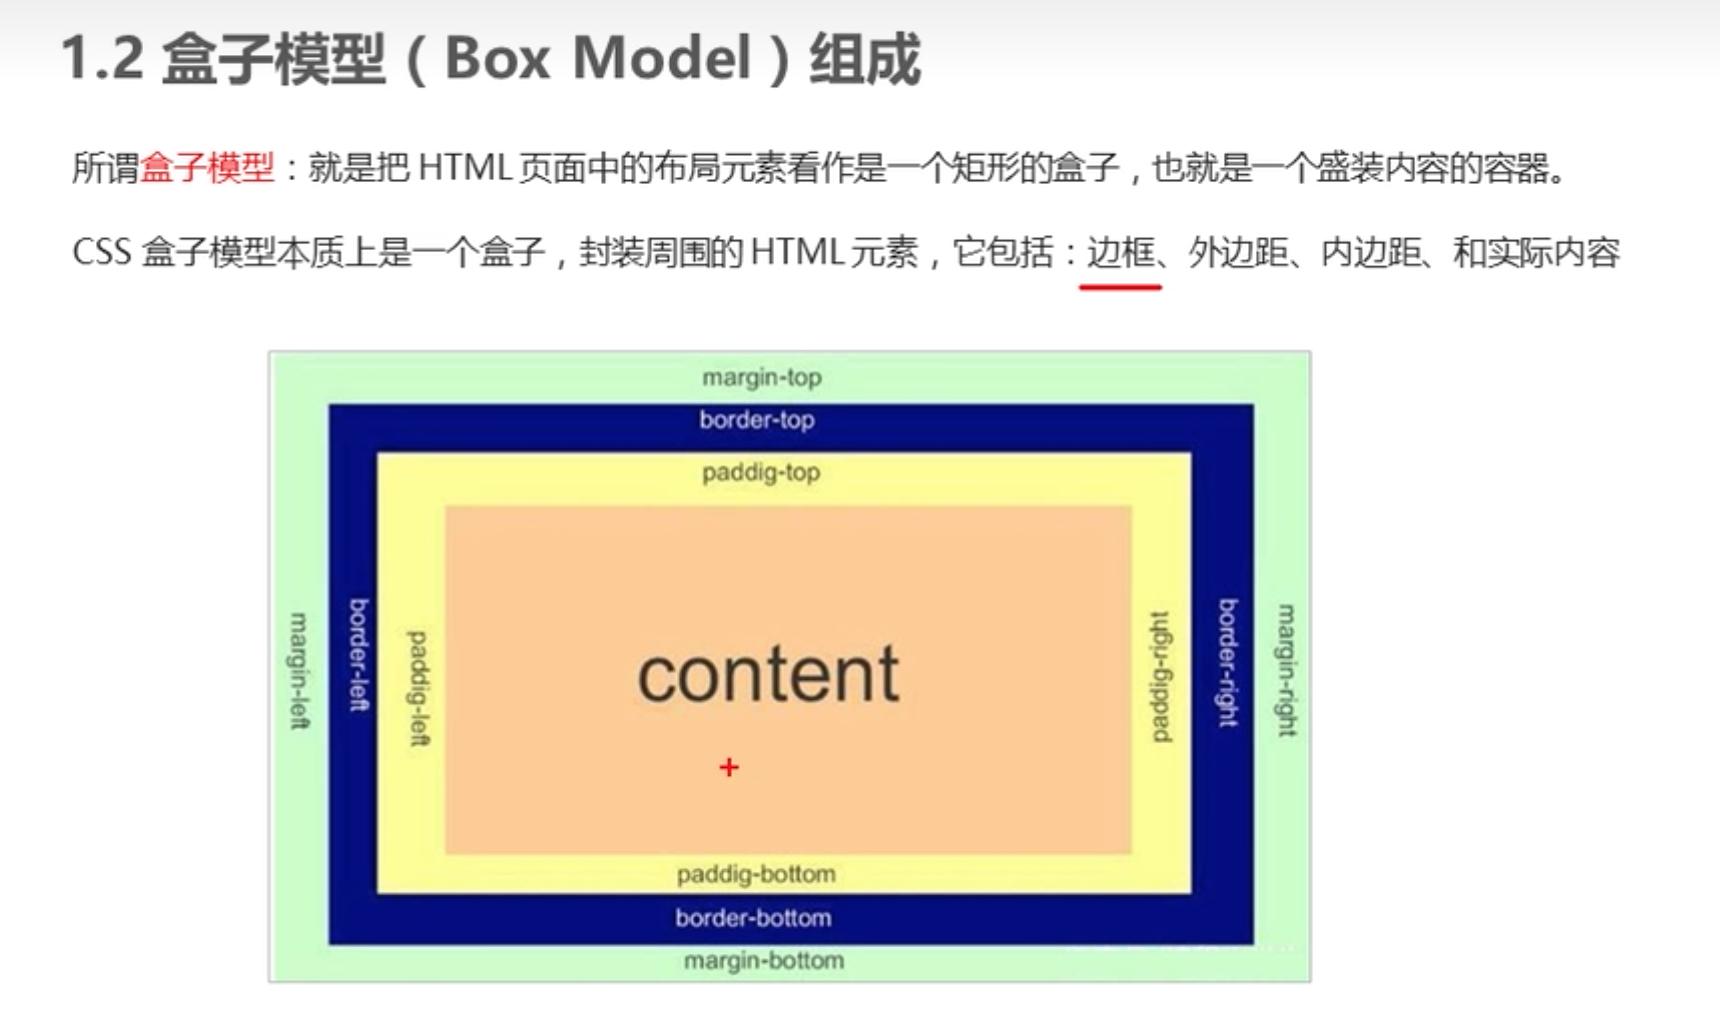 1.2 盒子模型（Box Model）组成
所谓盒子模型：就是把 HTML 页面中的布局元素看作是一个矩形的盒子，也就是一个盛装内容的容器。
CSS 盒子模型本质上是一个盒子，封装周围的 HTML 元素，它包括：边框、外边距、内边距、和实际内容
margin-top
border-top
paddig-top
margin-left
border-left
paddig-left
content
paddig-right
border-right
margin-right
paddig-bottom
border-bottom
margin-bottom